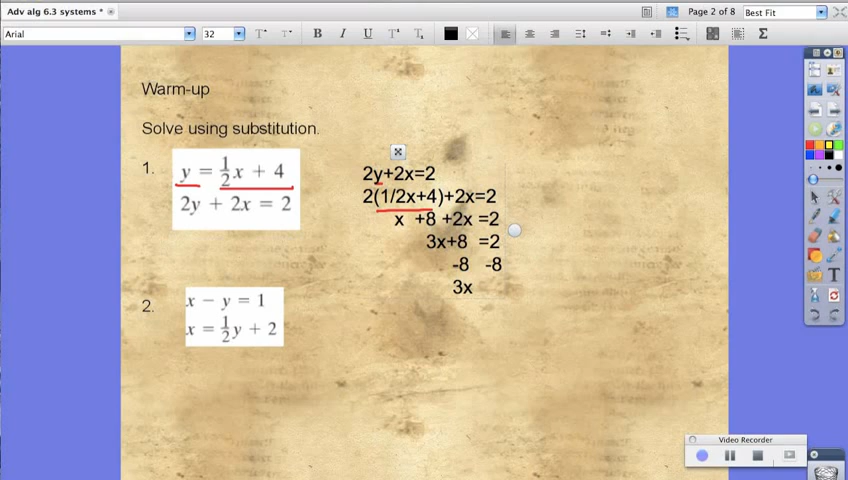 Adv alg 6.3 systems *
Page 2 of 8
Best Fit
Arial
32
B I U
Warm-up
Solve using substitution.
1.
y = 1/2 x + 4
2y + 2x = 2
2y+2x=2
2(1/2x+4)+2x=2
x +8 +2x =2
3x+8 =2
-8 -8
3x
2.
x − y = 1
x = 1/2 y + 2
Video Recorder